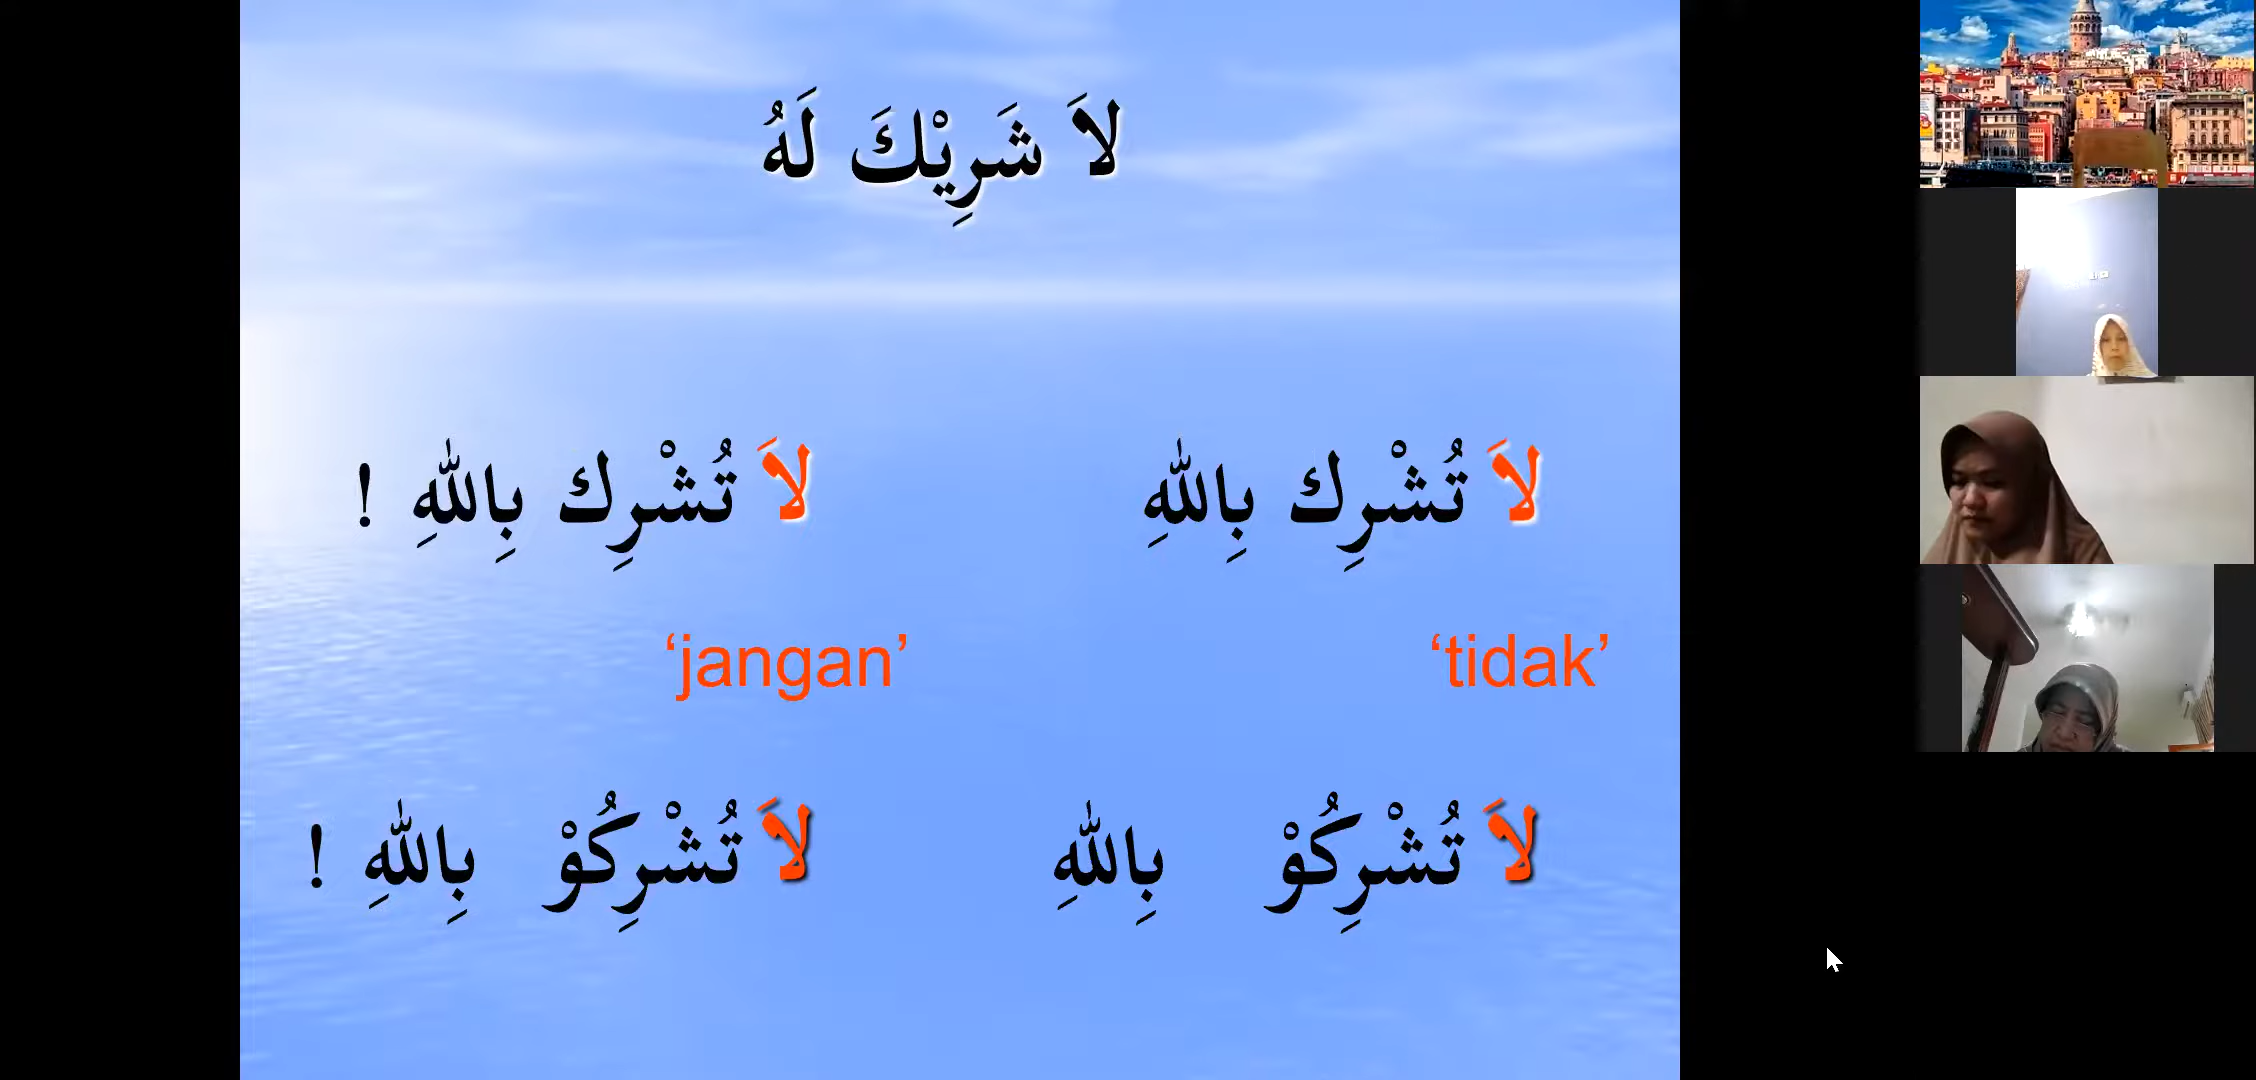 لاَ شَرِيْكَ لَهُ
لاَ تُشْرِك بِاللهِ
لاَ تُشْرِك بِاللهِ !
‘tidak’
‘jangan’
لاَ تُشْرِكُوْ بِاللهِ
لاَ تُشْرِكُوْ بِاللهِ !